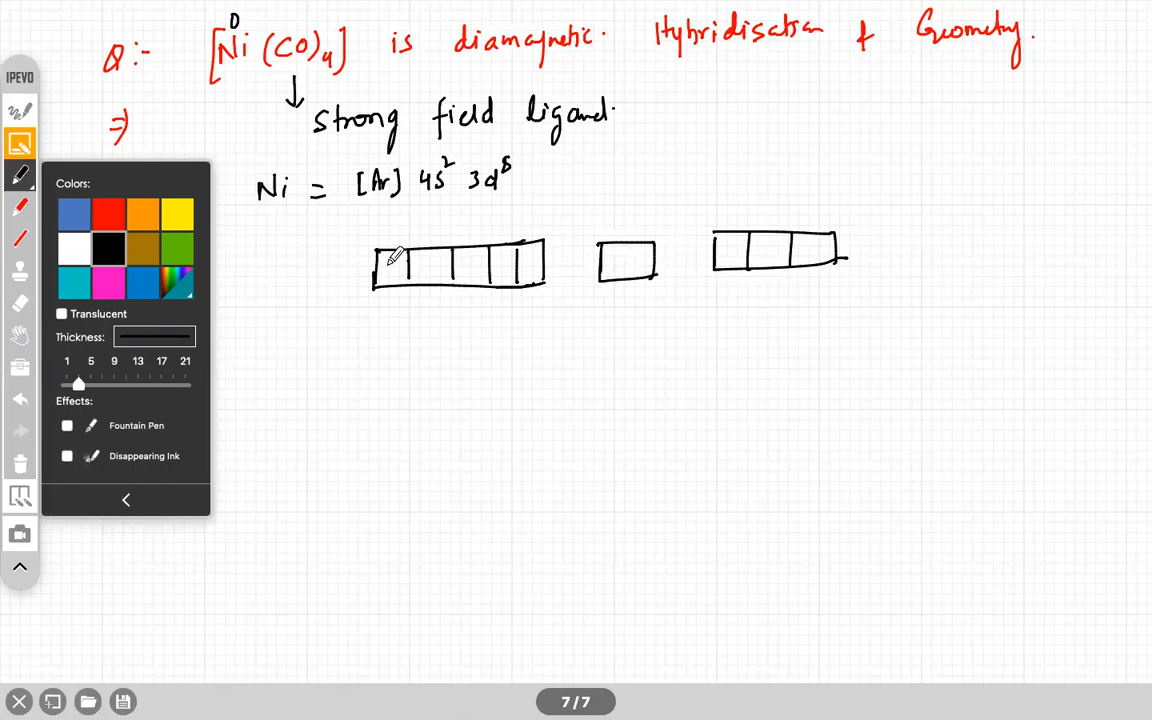 Q:- [Ni⁰(CO)₄] is diamagnetic. Hybridisation & Geometry.
⇒ ↓ strong field ligand.
Ni = [Ar] 4s² 3d⁸
IPEVO
Colors:
Translucent
Thickness:
1 5 9 13 17 21
Effects:
Fountain Pen
Disappearing Ink
7/7